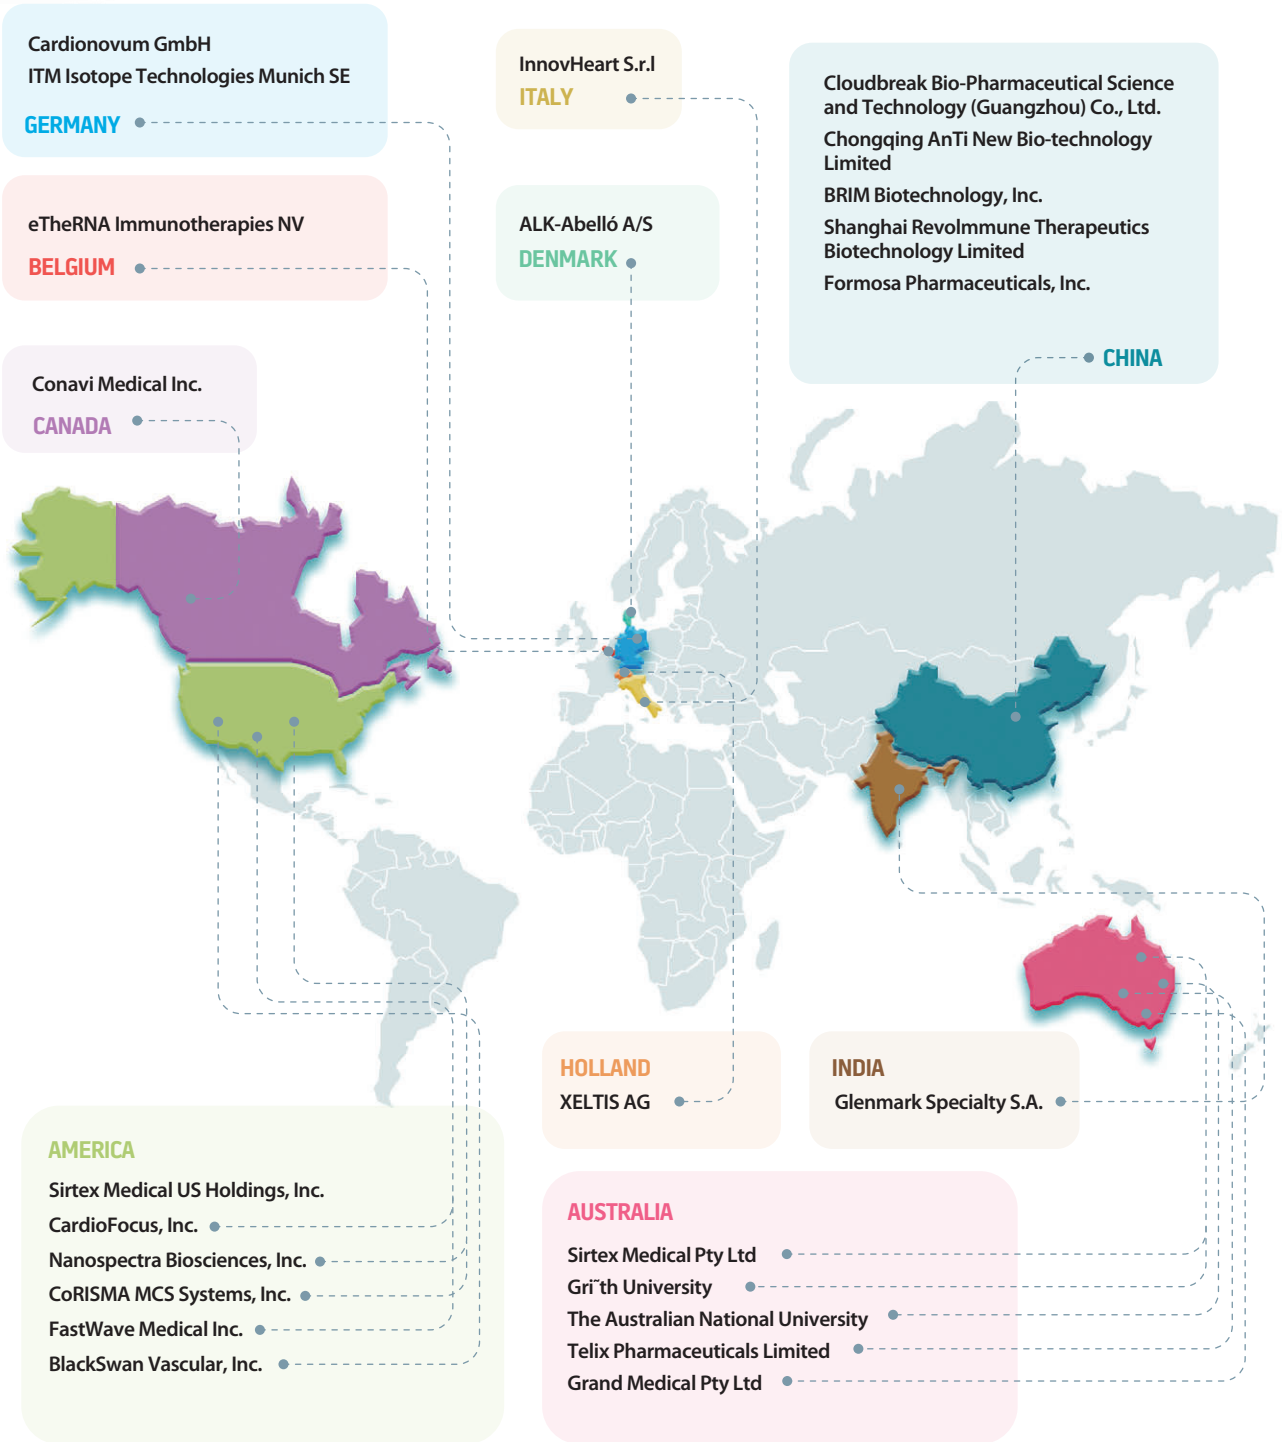 Cardionovum GmbH
ITM Isotope Technologies Munich SE
GERMANY
InnovHeart S.r.l
ITALY
Cloudbreak Bio-Pharmaceutical Science
and Technology (Guangzhou) Co., Ltd.
Chongqing AnTi New Bio-technology
Limited
BRIM Biotechnology, Inc.
Shanghai RevoImmune Therapeutics
Biotechnology Limited
Formosa Pharmaceuticals, Inc.
CHINA
eTheRNA Immunotherapies NV
BELGIUM
ALK-Abelló A/S
DENMARK
Conavi Medical Inc.
CANADA
HOLLAND
XELTIS AG
INDIA
Glenmark Specialty S.A.
AMERICA
Sirtex Medical US Holdings, Inc.
CardioFocus, Inc.
Nanospectra Biosciences, Inc.
CoRISMA MCS Systems, Inc.
FastWave Medical Inc.
BlackSwan Vascular, Inc.
AUSTRALIA
Sirtex Medical Pty Ltd
Gri˜th University
The Australian National University
Telix Pharmaceuticals Limited
Grand Medical Pty Ltd